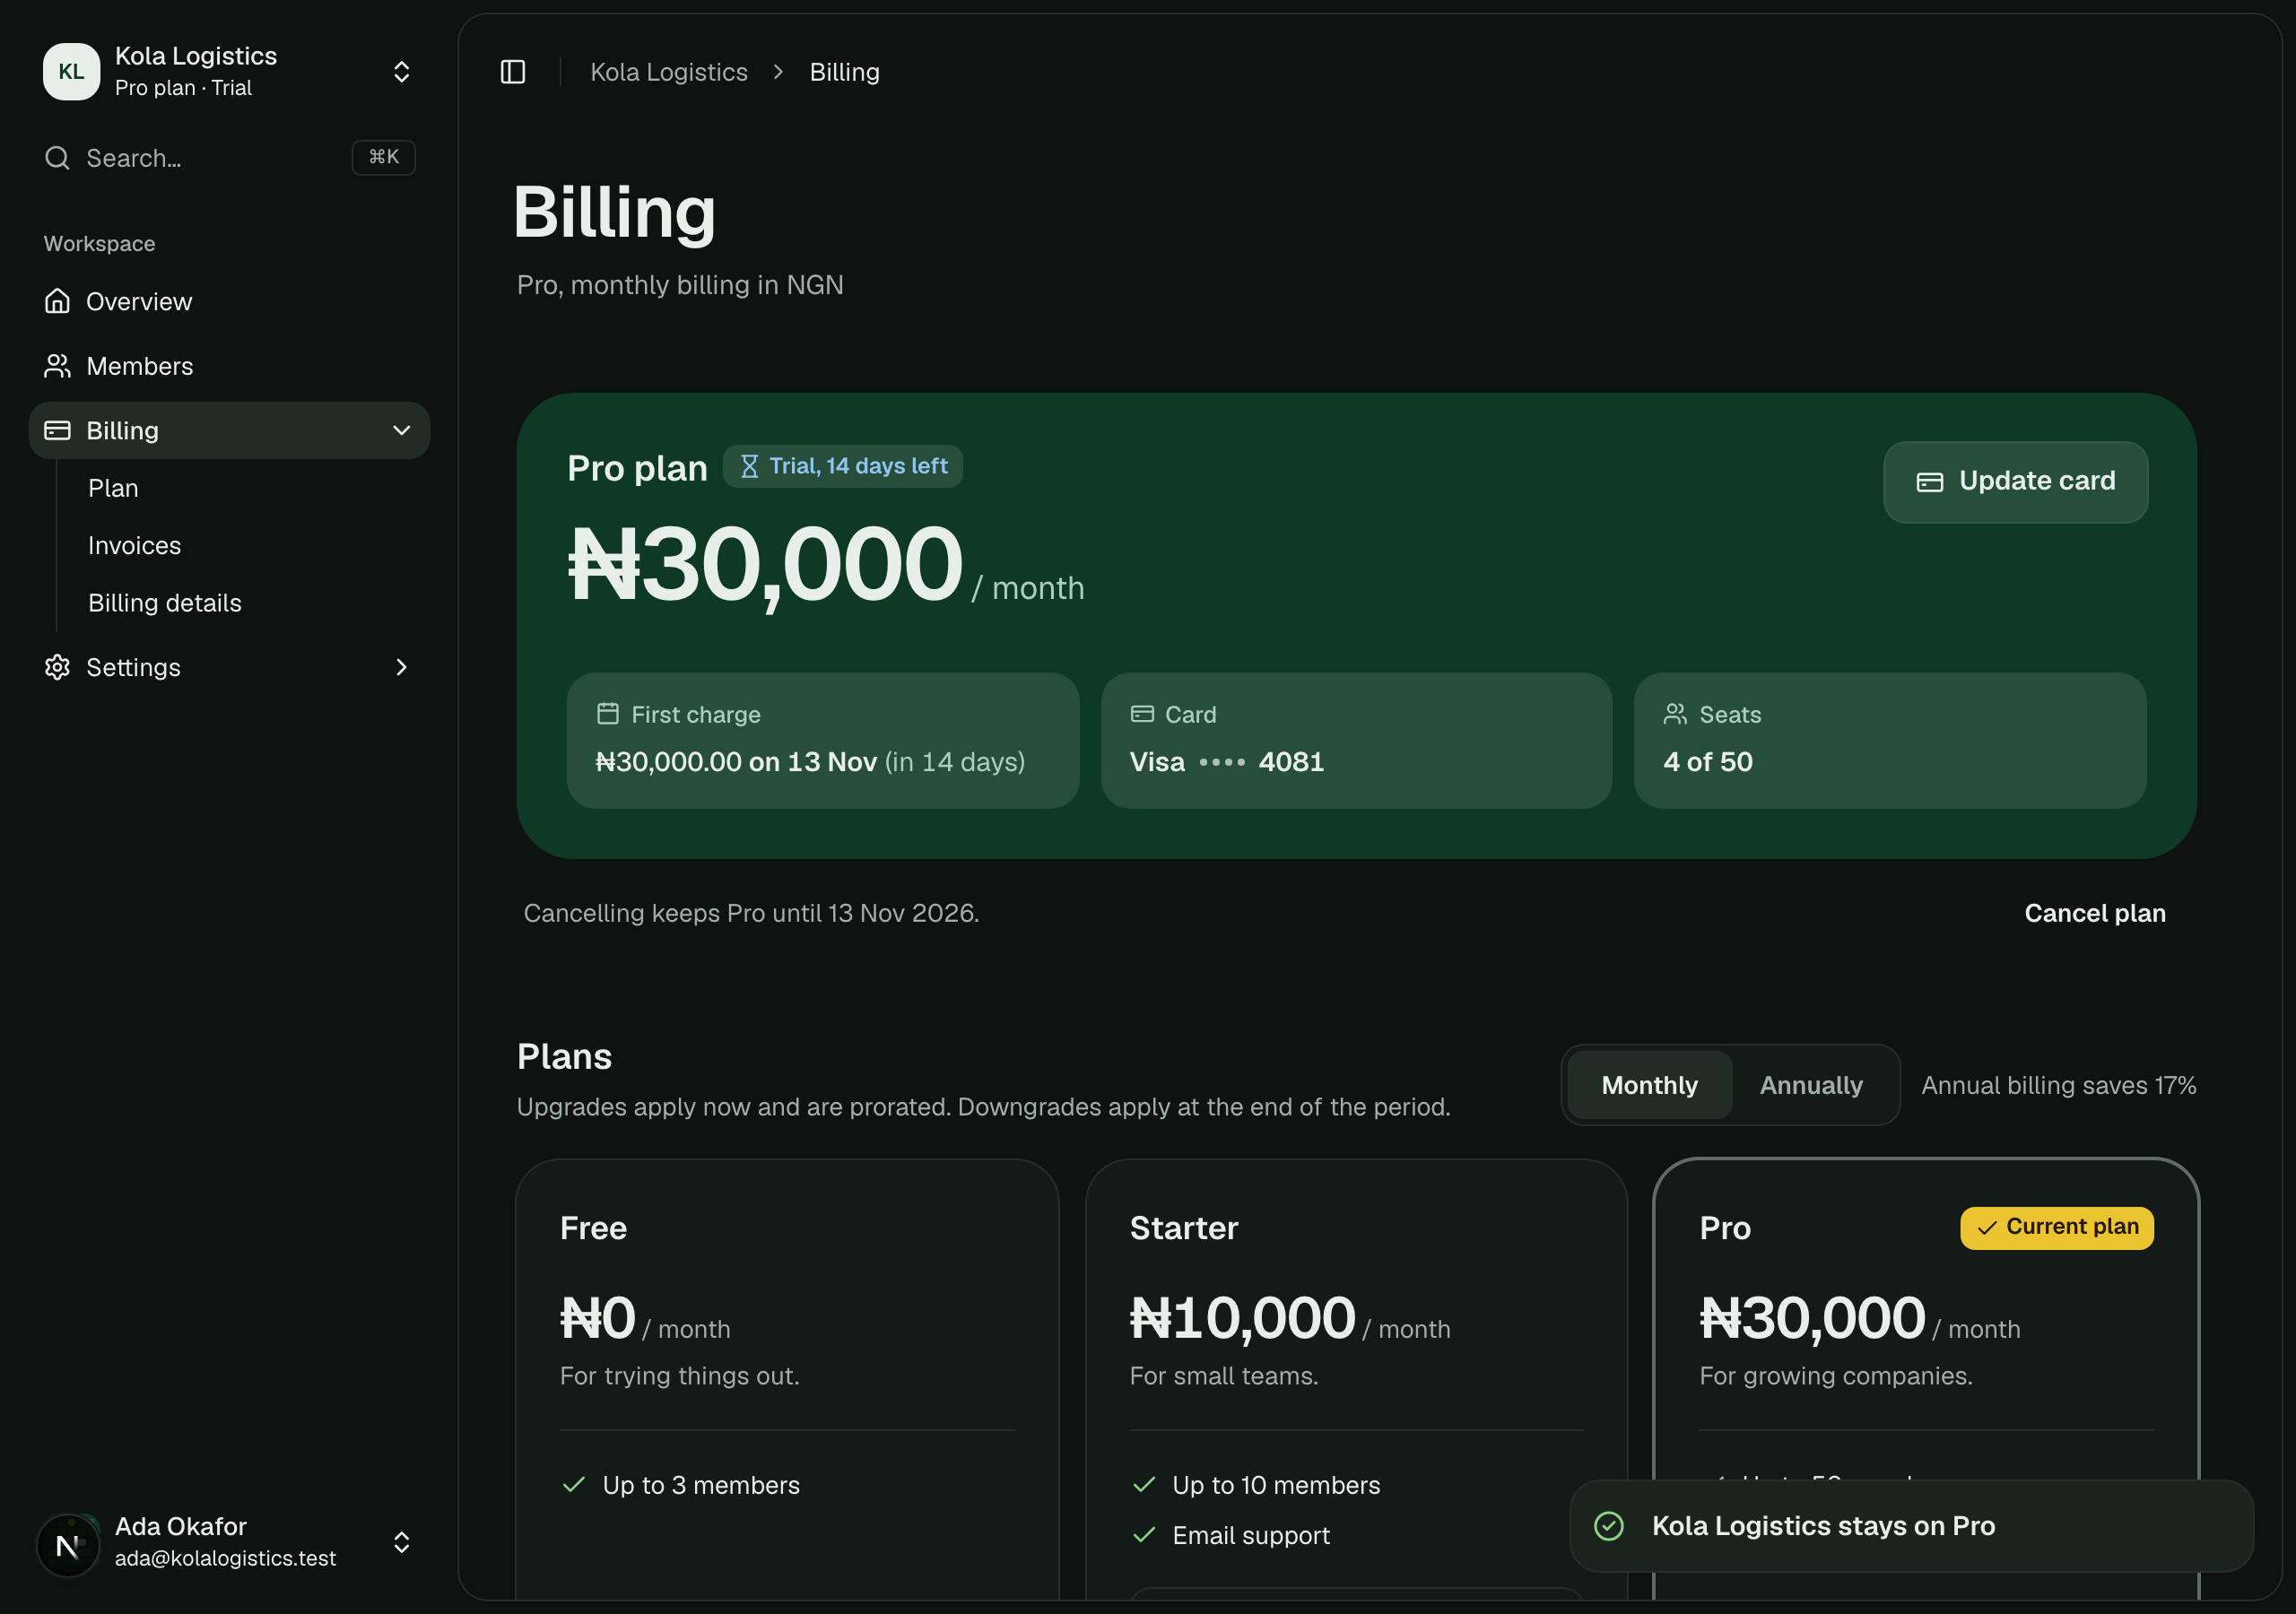 KL
Kola Logistics
Pro plan · Trial
Search...
⌘K
Workspace
Overview
Members
Billing
Plan
Invoices
Billing details
Settings
N
Ada Okafor
ada@kolalogistics.test
Kola Logistics > Billing
Billing
Pro, monthly billing in NGN
Pro plan
Trial, 14 days left
Update card
₦30,000 / month
First charge
₦30,000.00 on 13 Nov (in 14 days)
Card
Visa •••• 4081
Seats
4 of 50
Cancelling keeps Pro until 13 Nov 2026.
Cancel plan
Plans
Upgrades apply now and are prorated. Downgrades apply at the end of the period.
Monthly
Annually
Annual billing saves 17%
Free
₦0 / month
For trying things out.
Up to 3 members
Starter
₦10,000 / month
For small teams.
Up to 10 members
Email support
Pro
Current plan
₦30,000 / month
For growing companies.
Kola Logistics stays on Pro